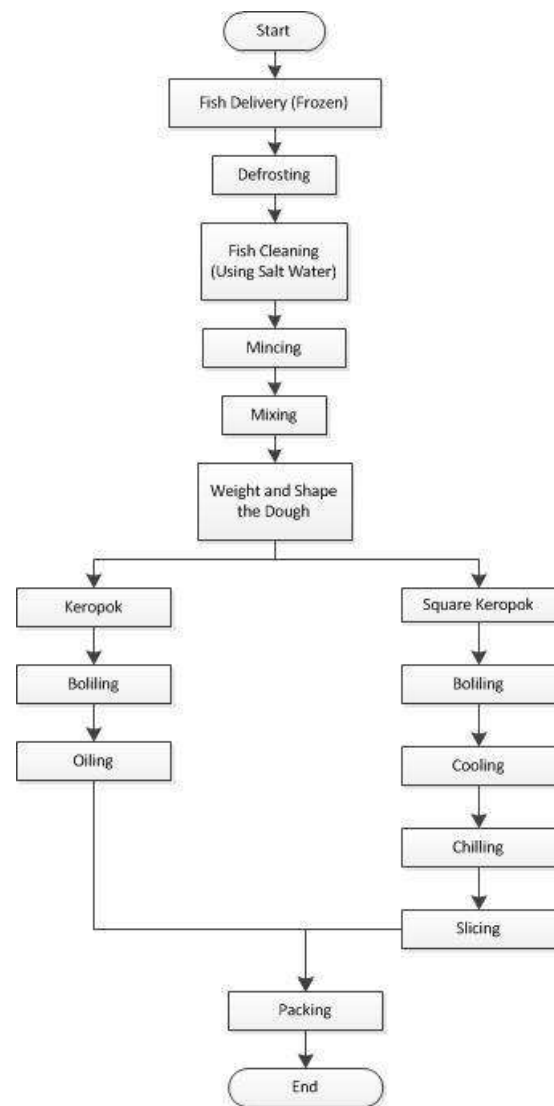 Start
Fish Delivery (Frozen)
Defrosting
Fish Cleaning
(Using Salt Water)
Mincing
Mixing
Weight and Shape
the Dough
Keropok
Boliling
Oiling
Square Keropok
Boliling
Cooling
Chilling
Slicing
Packing
End